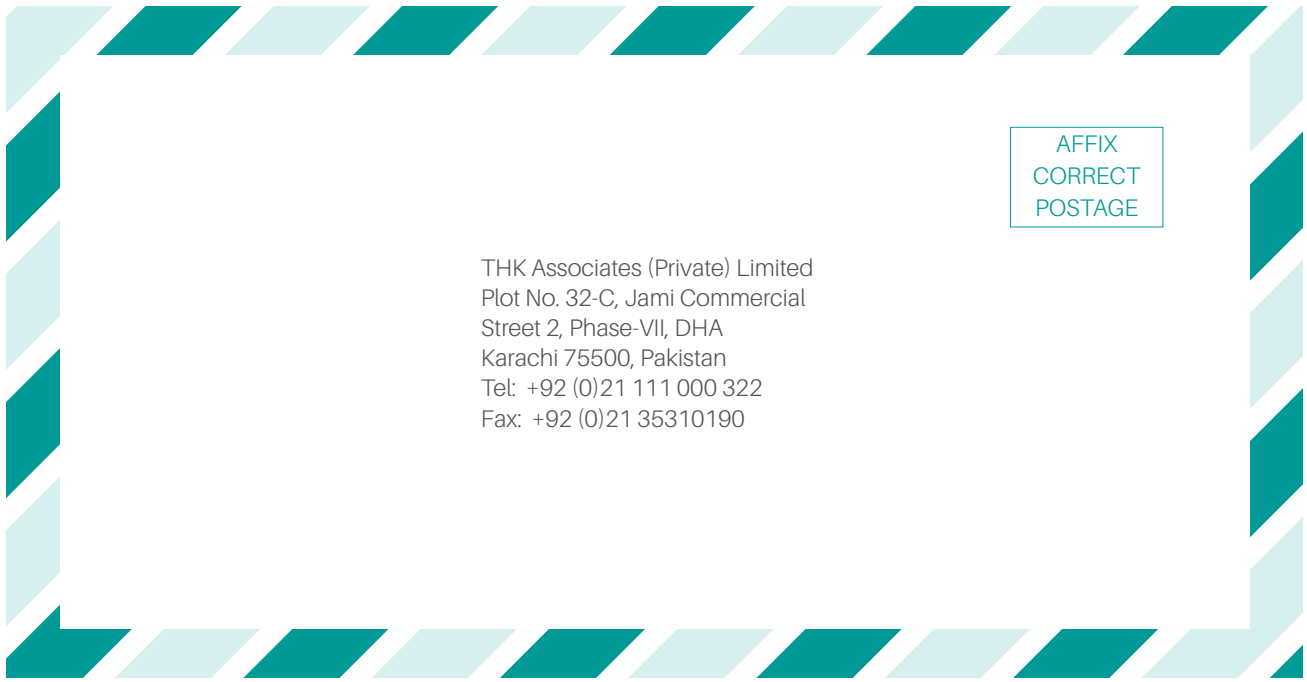 AFFIX
CORRECT
POSTAGE
THK Associates (Private) Limited
Plot No. 32-C, Jami Commercial
Street 2, Phase-VII, DHA
Karachi 75500, Pakistan
Tel: +92 (0)21 111 000 322
Fax: +92 (0)21 35310190